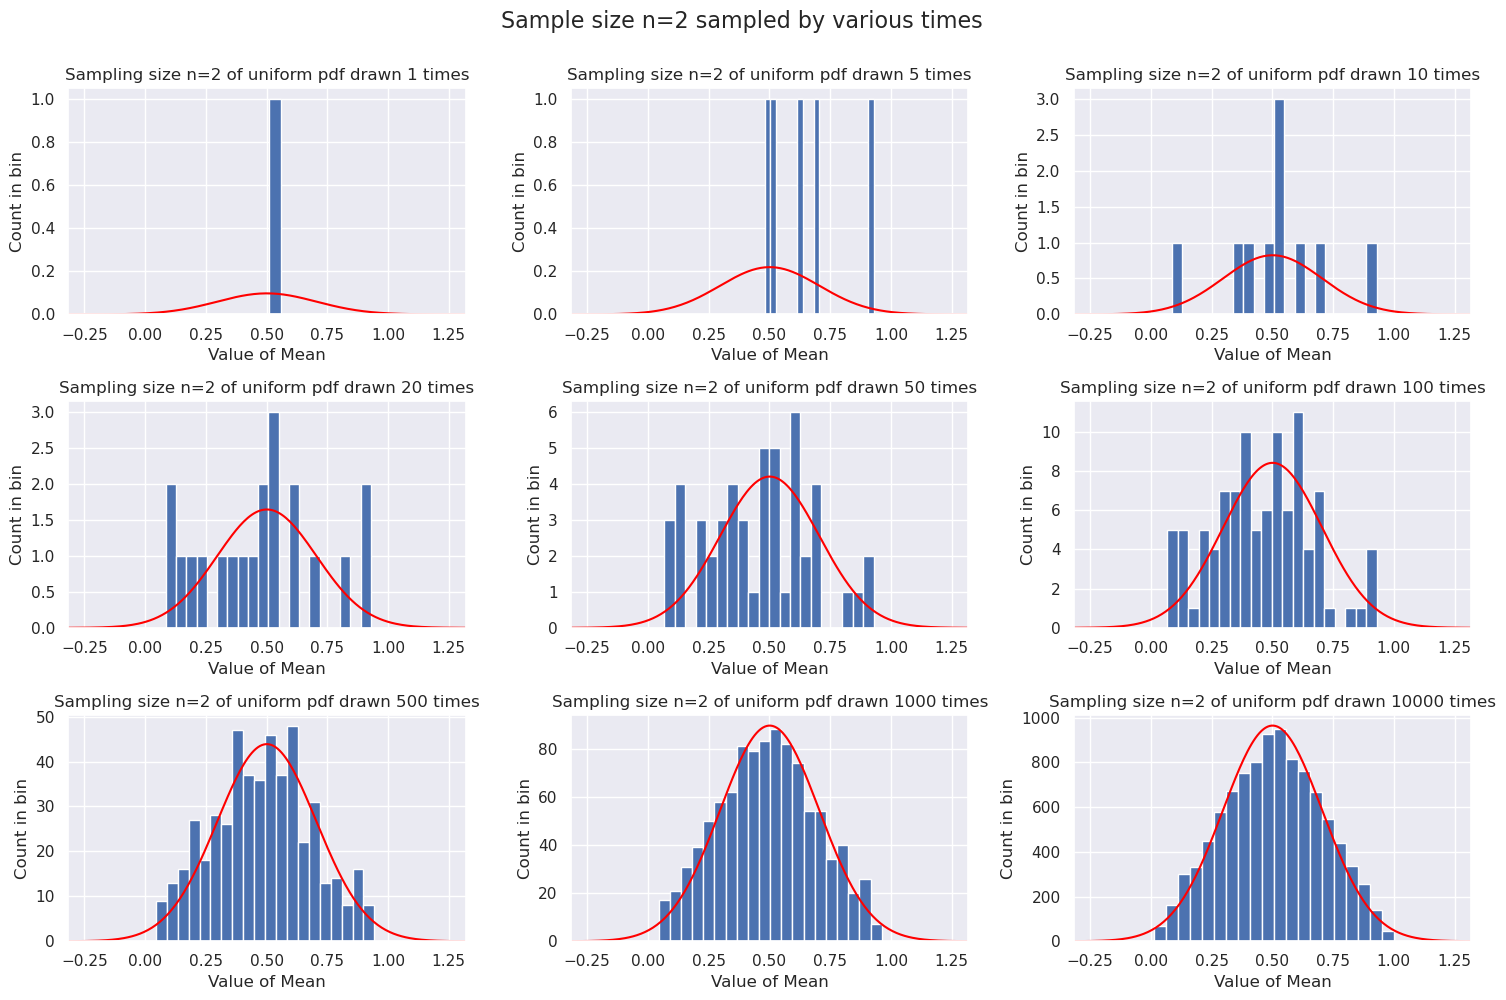 Sample size n=2 sampled by various times
Sampling size n=2 of uniform pdf drawn 1 times
Count in bin
1.0
0.8
0.6
0.4
0.2
0.0
−0.25 0.00 0.25 0.50 0.75 1.00 1.25
Value of Mean
Sampling size n=2 of uniform pdf drawn 5 times
Count in bin
1.0
0.8
0.6
0.4
0.2
0.0
−0.25 0.00 0.25 0.50 0.75 1.00 1.25
Value of Mean
Sampling size n=2 of uniform pdf drawn 10 times
Count in bin
3.0
2.5
2.0
1.5
1.0
0.5
0.0
−0.25 0.00 0.25 0.50 0.75 1.00 1.25
Value of Mean
Sampling size n=2 of uniform pdf drawn 20 times
Count in bin
3.0
2.5
2.0
1.5
1.0
0.5
0.0
−0.25 0.00 0.25 0.50 0.75 1.00 1.25
Value of Mean
Sampling size n=2 of uniform pdf drawn 50 times
Count in bin
6
5
4
3
2
1
0
−0.25 0.00 0.25 0.50 0.75 1.00 1.25
Value of Mean
Sampling size n=2 of uniform pdf drawn 100 times
Count in bin
10
8
6
4
2
0
−0.25 0.00 0.25 0.50 0.75 1.00 1.25
Value of Mean
Sampling size n=2 of uniform pdf drawn 500 times
Count in bin
50
40
30
20
10
0
−0.25 0.00 0.25 0.50 0.75 1.00 1.25
Value of Mean
Sampling size n=2 of uniform pdf drawn 1000 times
Count in bin
80
60
40
20
0
−0.25 0.00 0.25 0.50 0.75 1.00 1.25
Value of Mean
Sampling size n=2 of uniform pdf drawn 10000 times
Count in bin
1000
800
600
400
200
0
−0.25 0.00 0.25 0.50 0.75 1.00 1.25
Value of Mean